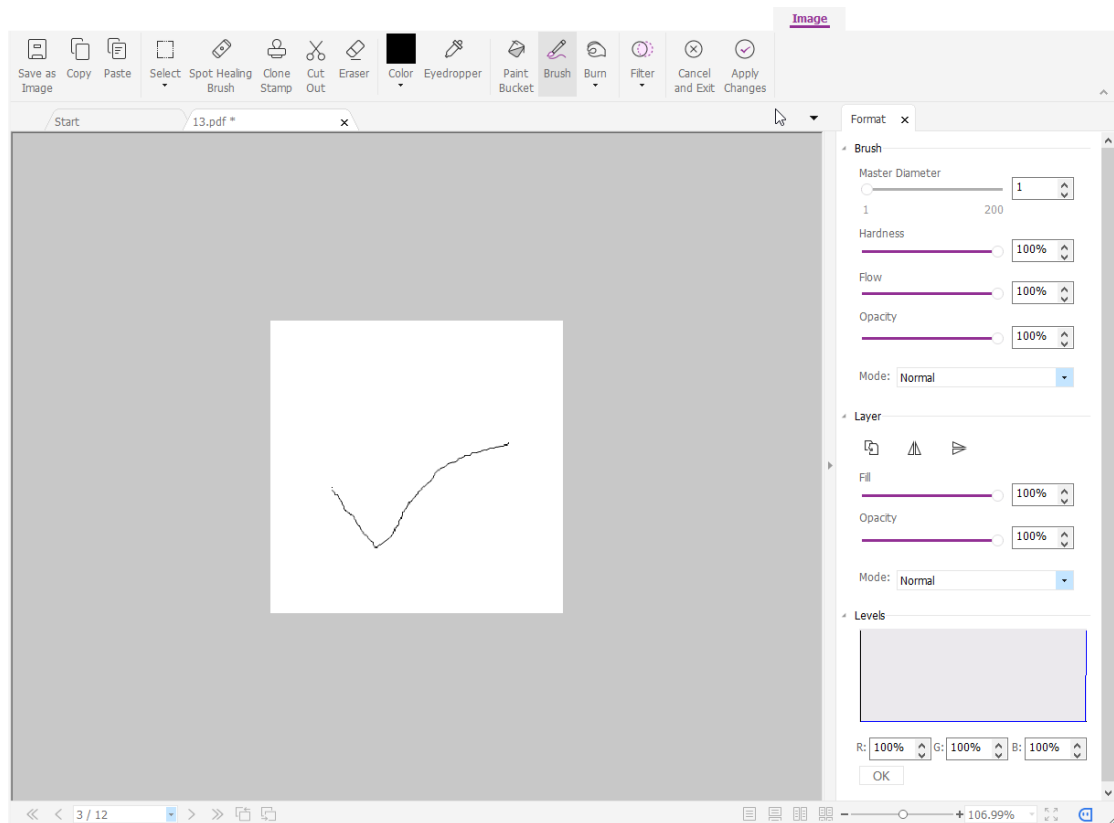 Image
Save as Image
Copy
Paste
Select
Spot Healing Brush
Clone Stamp
Cut Out
Eraser
Color
Eyedropper
Paint Bucket
Brush
Burn
Filter
Cancel and Exit
Apply Changes
Start
13.pdf *
Format
Brush
Master Diameter
1
1 200
Hardness
100%
Flow
100%
Opacity
100%
Mode: Normal
Layer
Fill
100%
Opacity
100%
Mode: Normal
Levels
R: 100% G: 100% B: 100%
OK
3 / 12
106.99%